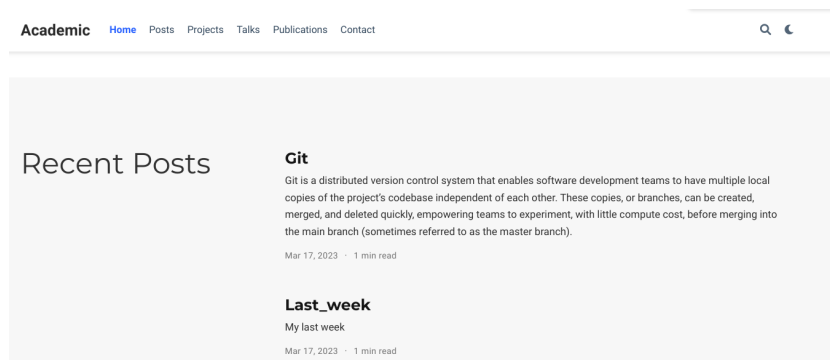 Academic Home Posts Projects Talks Publications Contact
Recent Posts
Git
Git is a distributed version control system that enables software development teams to have multiple local
copies of the project's codebase independent of each other. These copies, or branches, can be created,
merged, and deleted quickly, empowering teams to experiment, with little compute cost, before merging into
the main branch (sometimes referred to as the master branch).
Mar 17, 2023 · 1 min read
Last_week
My last week
Mar 17, 2023 · 1 min read